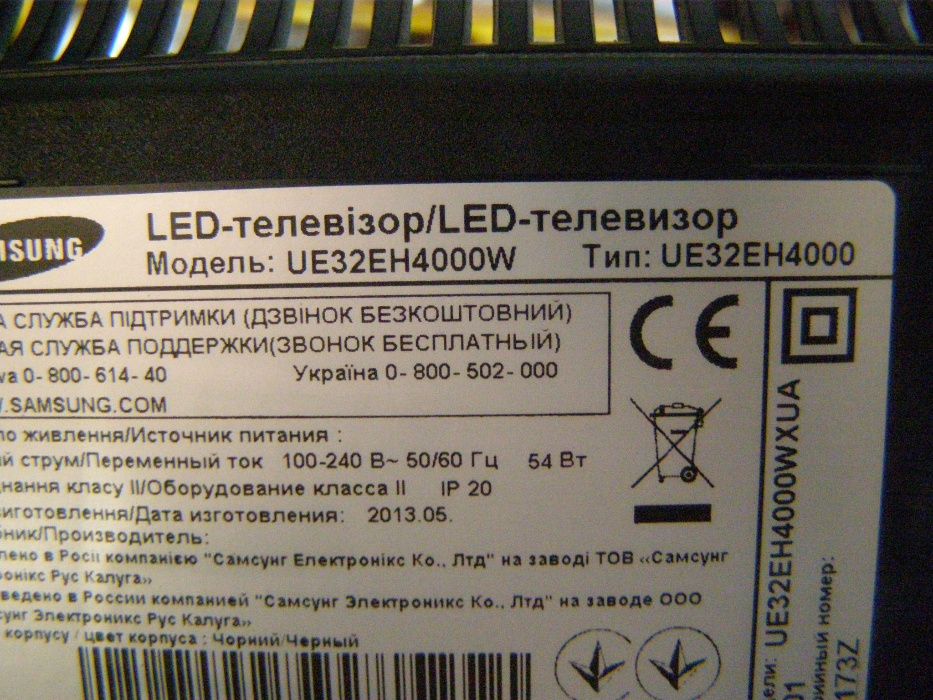 LED-телевізор/LED-телевизор
Модель: UE32EH4000W Тип: UE32EH4000
СЛУЖБА ПІДТРИМКИ (ДЗВІНОК БЕЗКОШТОВНИЙ)
СЛУЖБА ПОДДЕРЖКИ(ЗВОНОК БЕСПЛАТНЫЙ)
0-800-614-40 Україна 0-800-502-000
.SAMSUNG.COM
живлення/Источник питания :
струм/Переменный ток 100-240 В~ 50/60 Гц 54 Вт
класу II/Оборудование класса II IP 20
/Дата изготовления: 2013.05.
/Производитель:
в Росії компанією "Самсунг Електронікс Ко., Лтд" на заводі ТОВ «Самсунг
Рус Калуга»
в России компанией "Самсунг Электроникс Ко., Лтд" на заводе ООО
Электроникс Рус Калуга»
корпусу / цвет корпуса : Чорний/Черный
CE
UE32EH4000WXUA
номер:
173Z